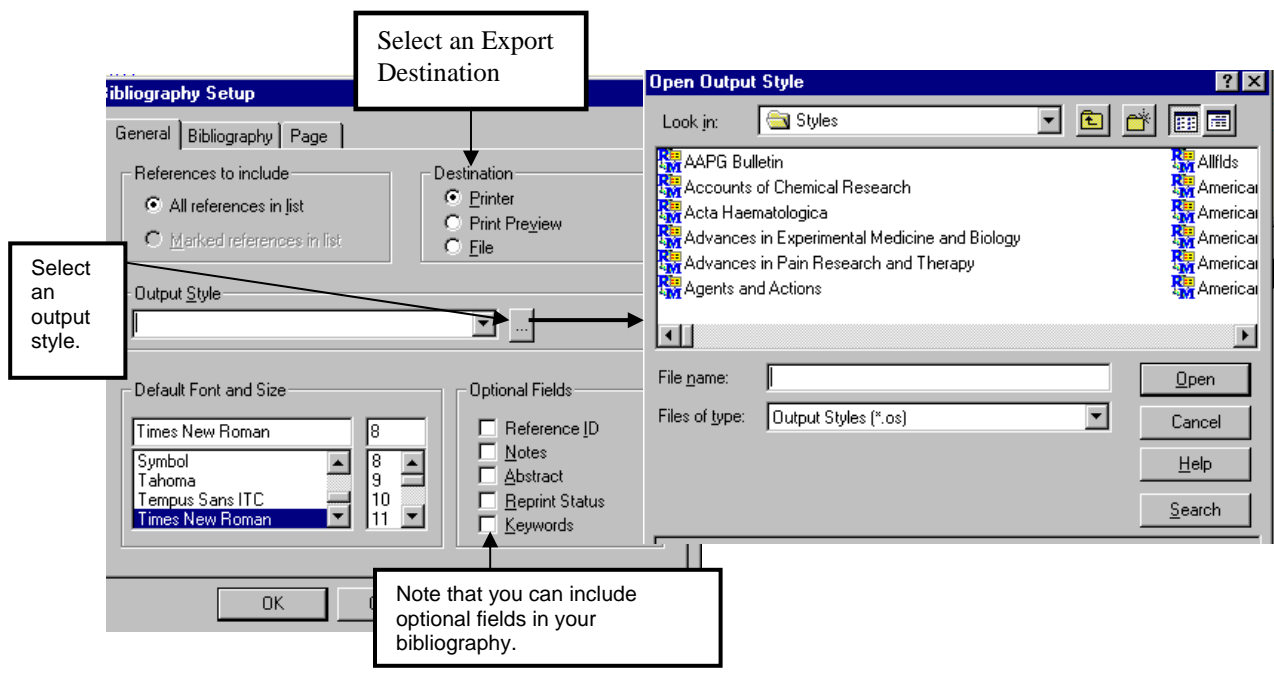 Select an Export
Destination
Bibliography Setup
General Bibliography Page
References to include
All references in list
Marked references in list
Destination
Printer
Print Preview
File
Select
an
output
style.
Output Style
...
Default Font and Size
Times New Roman 8
Symbol 8
Tahoma 9
Tempus Sans ITC 10
Times New Roman 11
Optional Fields
Reference ID
Notes
Abstract
Reprint Status
Keywords
OK
Note that you can include
optional fields in your
bibliography.
Open Output Style
Look in: Styles
AAPG Bulletin
Accounts of Chemical Research
Acta Haematologica
Advances in Experimental Medicine and Biology
Advances in Pain Research and Therapy
Agents and Actions
Allflds
American
American
American
American
American
File name:
Open
Files of type: Output Styles (*.os)
Cancel
Help
Search